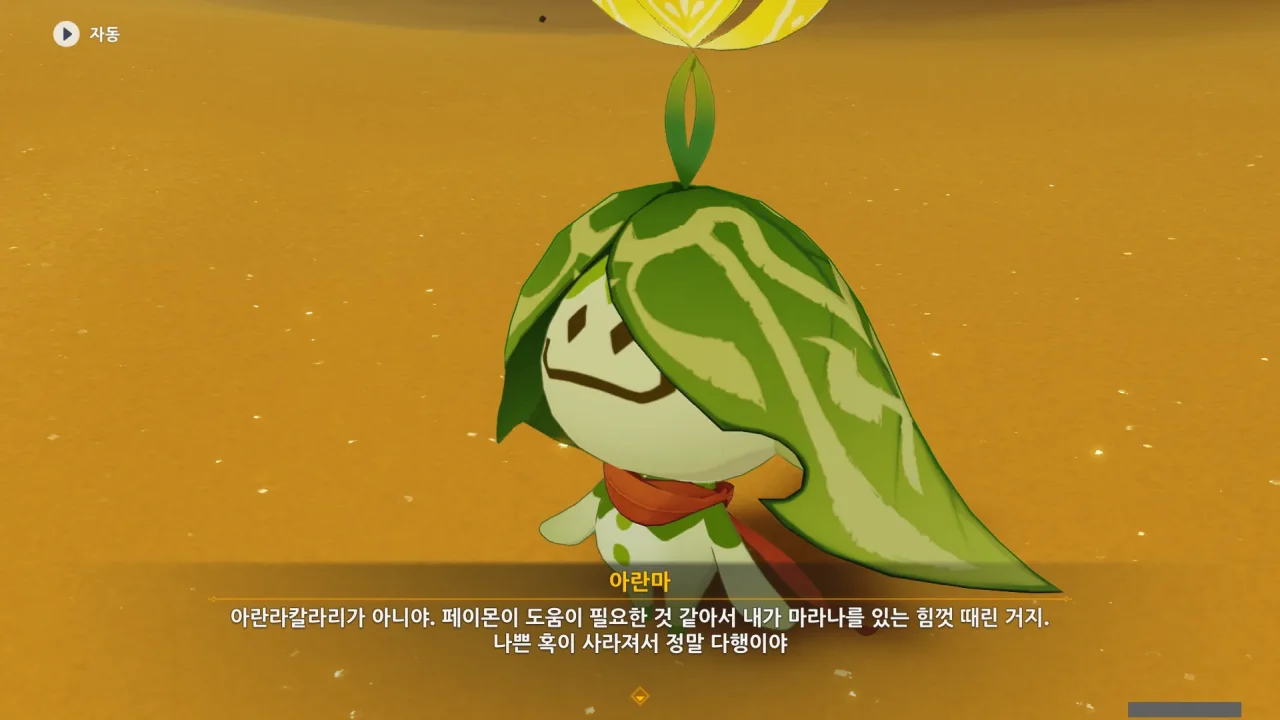 자동
아란마
아란라칼라리가 아니야. 페이몬이 도움이 필요한 것 같아서 내가 마라나를 있는 힘껏 때린 거지.
나쁜 혹이 사라져서 정말 다행이야